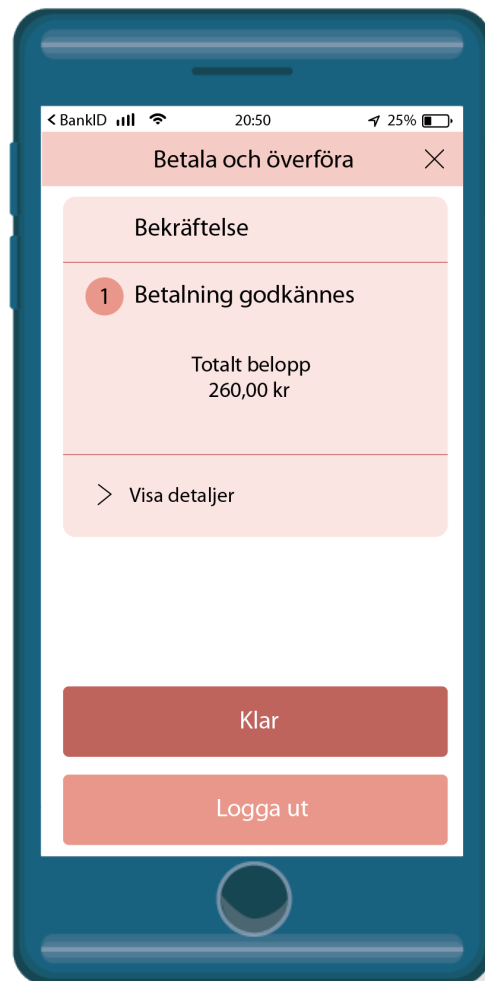 BankID 20:50 25%
Betala och överföra
Bekräftelse
1 Betalning godkännes
Totalt belopp
260,00 kr
Visa detaljer
Klar
Logga ut